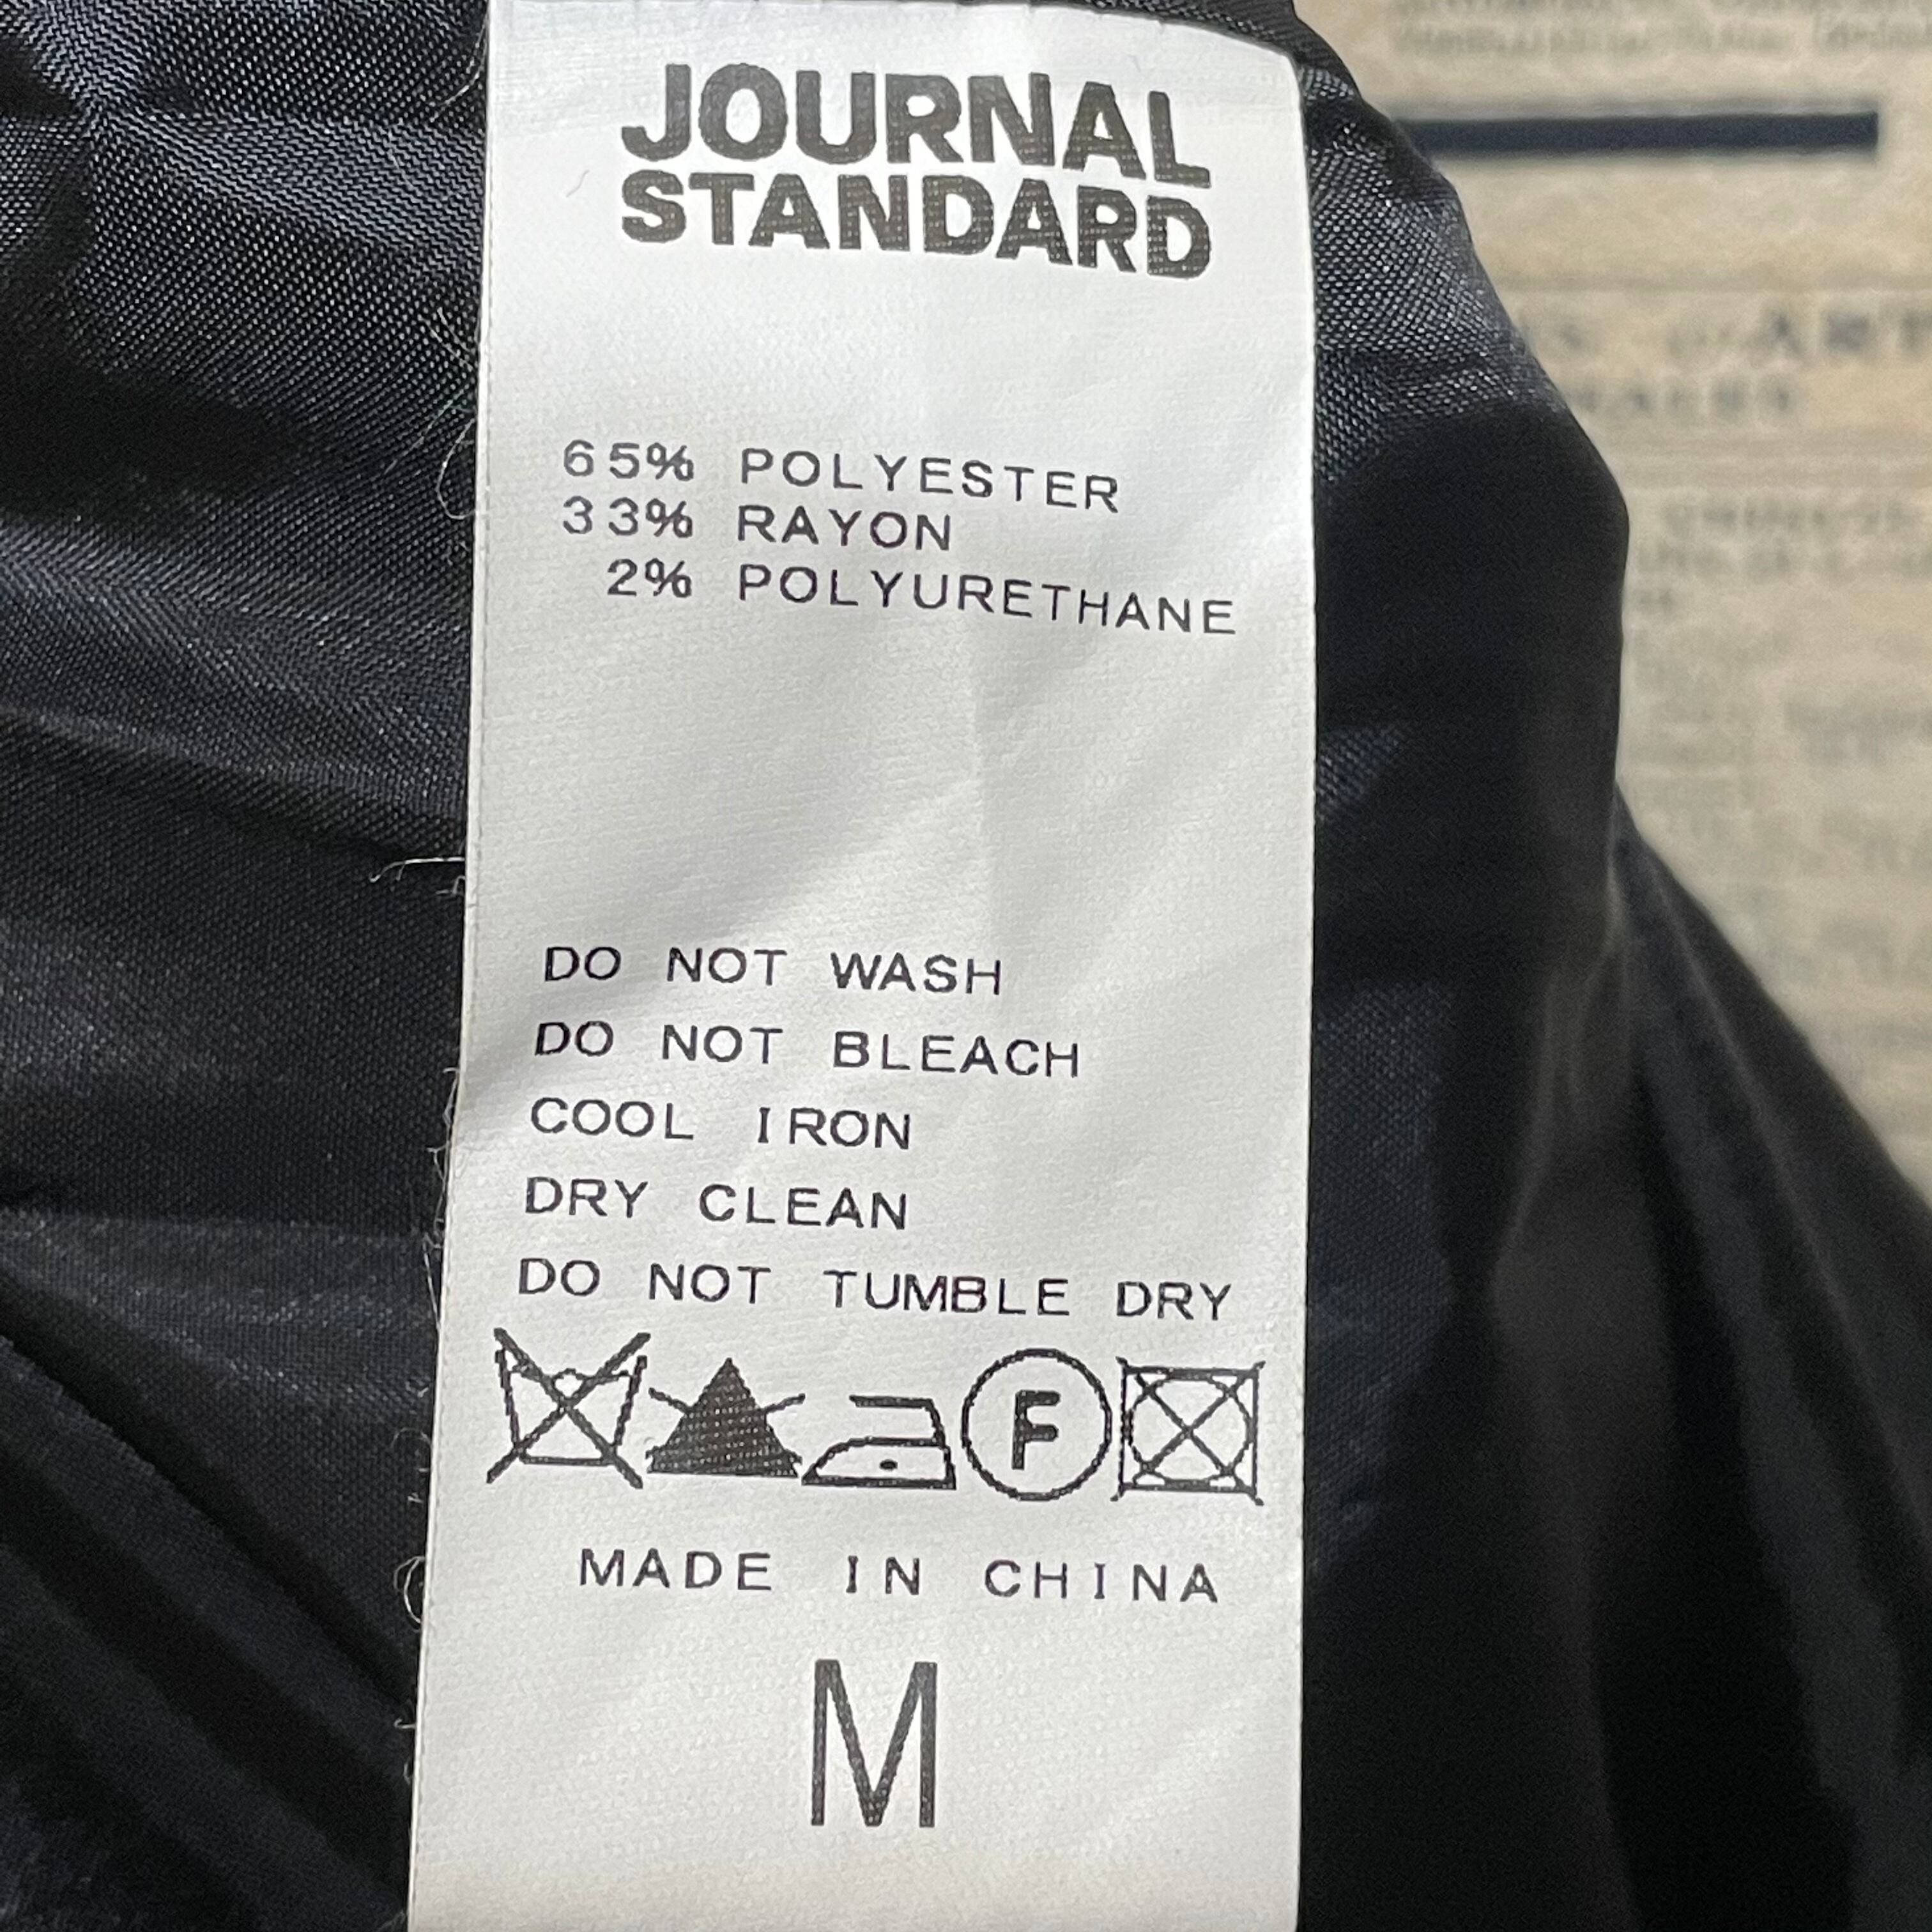 JOURNAL
STANDARD
65% POLYESTER
33% RAYON
2% POLYURETHANE
DO NOT WASH
DO NOT BLEACH
COOL IRON
DRY CLEAN
DO NOT TUMBLE DRY
F
MADE IN CHINA
M